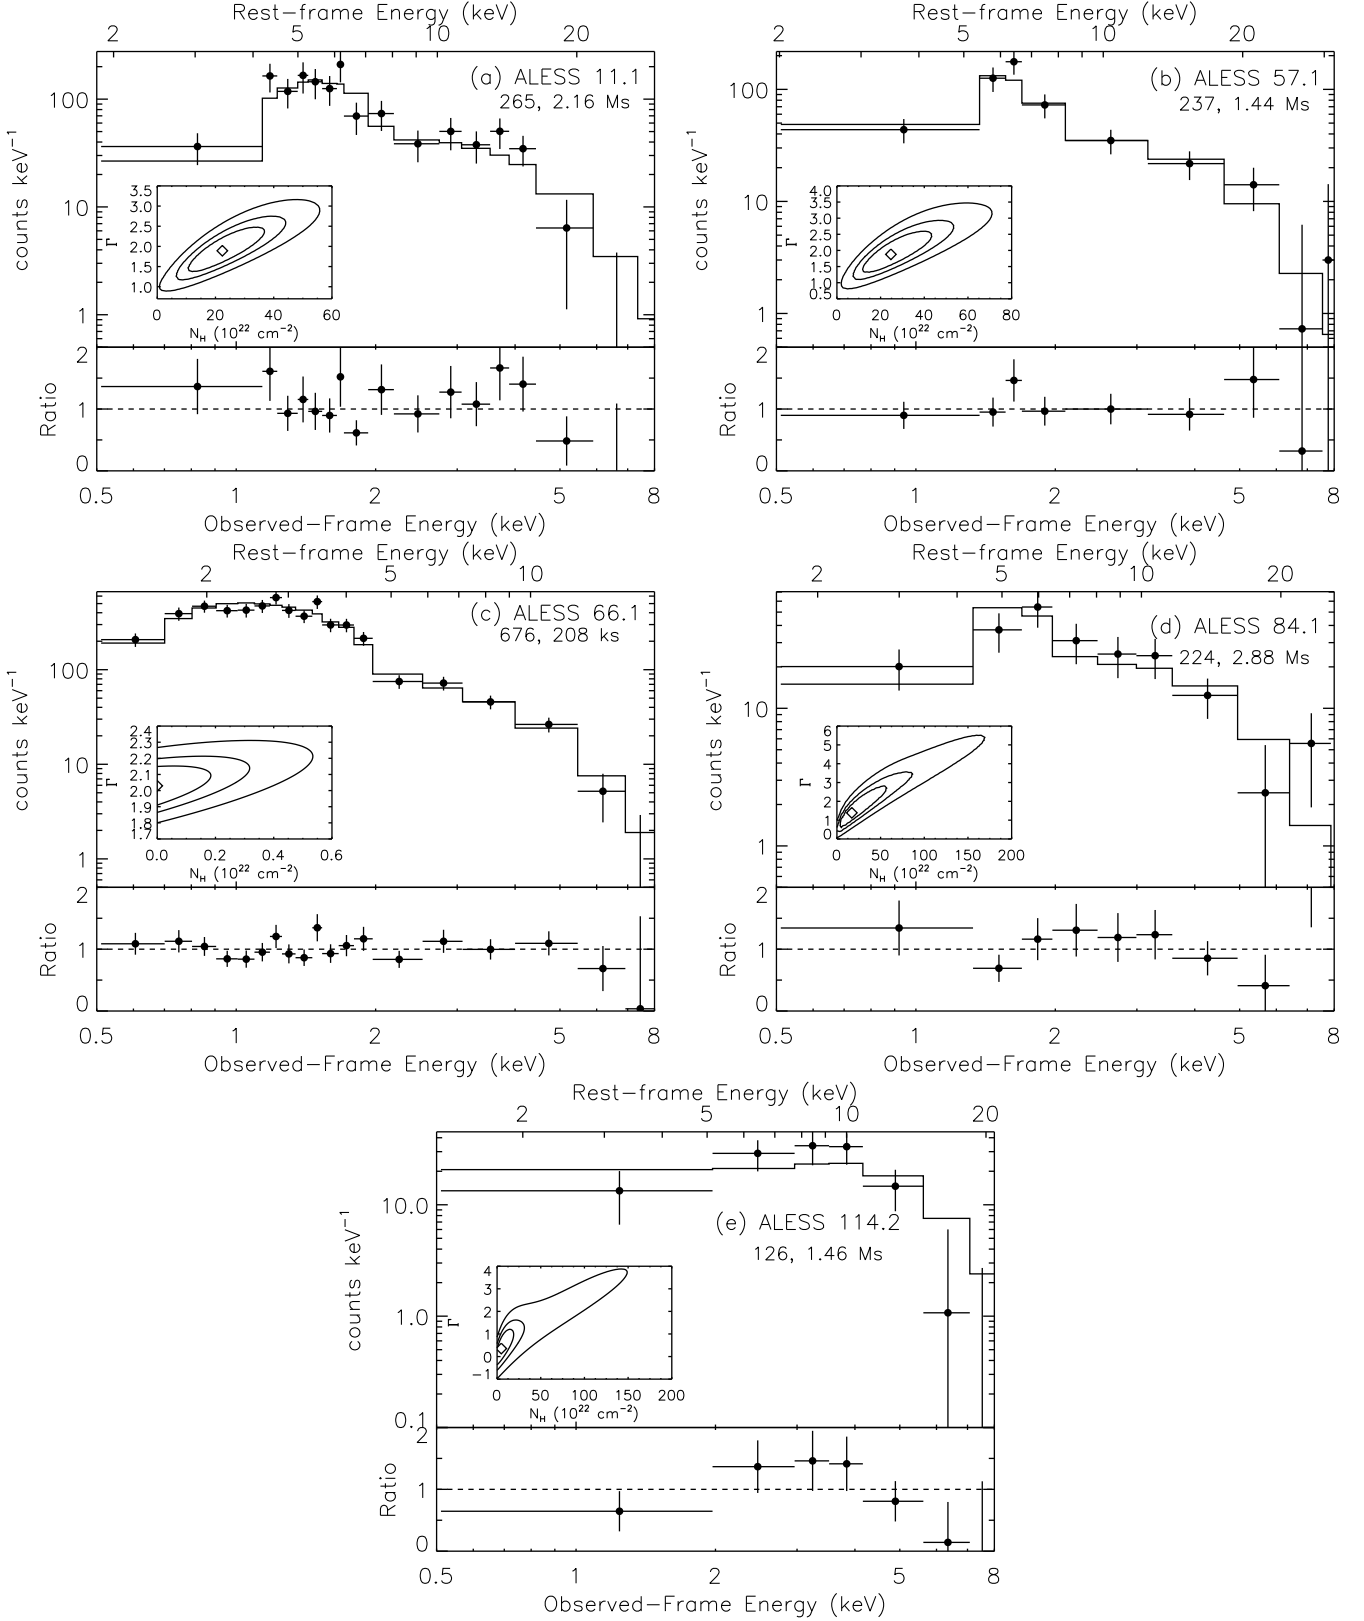 Rest-frame Energy (keV)
2 5 10 20
(a) ALESS 11.1
265, 2.16 Ms
counts keV⁻¹
100
10
1
Γ
3.5
3.0
2.5
2.0
1.5
1.0
0 20 40 60
N_H (10²² cm⁻²)
Ratio
2
1
0
0.5 1 2 5 8
Observed-Frame Energy (keV)
Rest-frame Energy (keV)
2 5 10 20
(b) ALESS 57.1
237, 1.44 Ms
counts keV⁻¹
100
10
1
Γ
4.0
3.5
3.0
2.5
2.0
1.5
1.0
0.5
0 20 40 60 80
N_H (10²² cm⁻²)
Ratio
2
1
0
0.5 1 2 5 8
Observed-Frame Energy (keV)
Rest-frame Energy (keV)
2 5 10
(c) ALESS 66.1
676, 208 ks
counts keV⁻¹
100
10
1
Γ
2.4
2.3
2.2
2.1
2.0
1.9
1.8
1.7
0.0 0.2 0.4 0.6
N_H (10²² cm⁻²)
Ratio
2
1
0
0.5 1 2 5 8
Observed-Frame Energy (keV)
Rest-frame Energy (keV)
2 5 10 20
(d) ALESS 84.1
224, 2.88 Ms
counts keV⁻¹
10
1
Γ
6
5
4
3
2
1
0
0 50 100 150 200
N_H (10²² cm⁻²)
Ratio
2
1
0
0.5 1 2 5 8
Observed-Frame Energy (keV)
Rest-frame Energy (keV)
2 5 10 20
(e) ALESS 114.2
126, 1.46 Ms
counts keV⁻¹
10.0
1.0
0.1
Γ
4
3
2
1
0
-1
0 50 100 150 200
N_H (10²² cm⁻²)
Ratio
2
1
0
0.5 1 2 5 8
Observed-Frame Energy (keV)